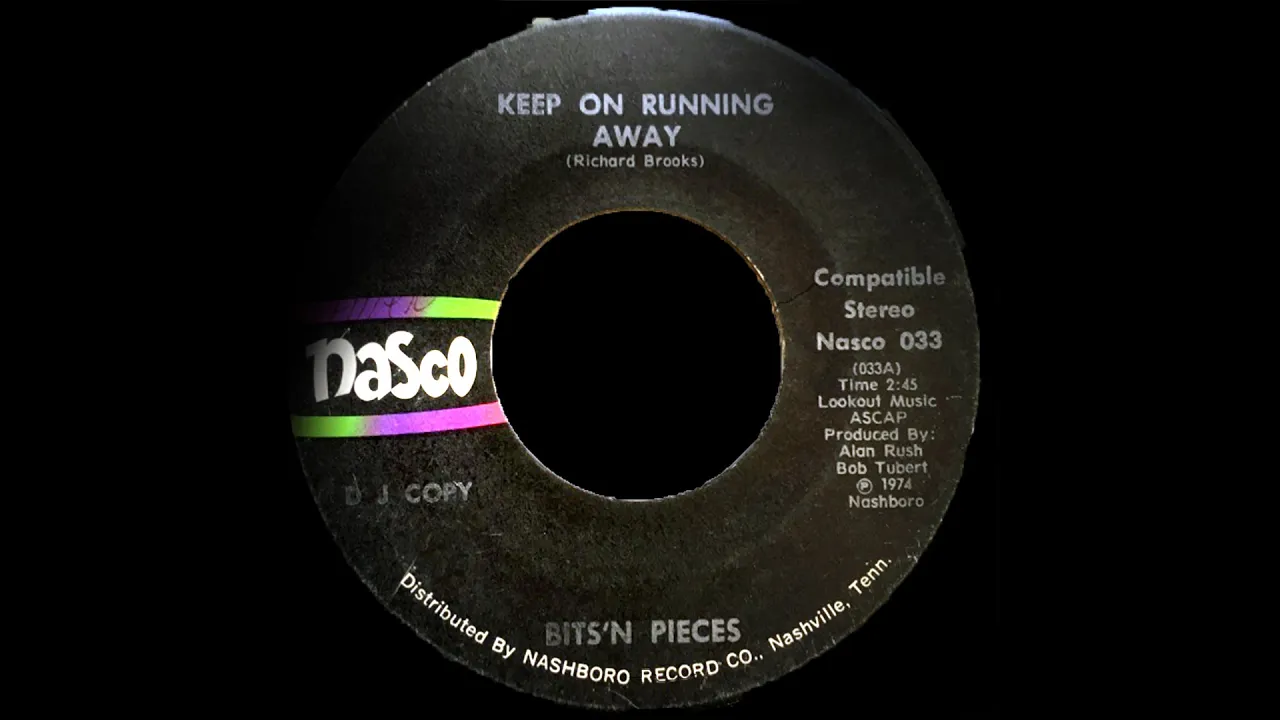 KEEP ON RUNNING
AWAY
(Richard Brooks)
Compatible
Stereo
Nasco 033
(033A)
Time 2:45
Lookout Music
ASCAP
Produced By:
Alan Rush
Bob Tubert
℗ 1974
Nashboro
nasco
D J COPY
BITS'N PIECES
Distributed By NASHBORO RECORD CO., Nashville, Tenn.